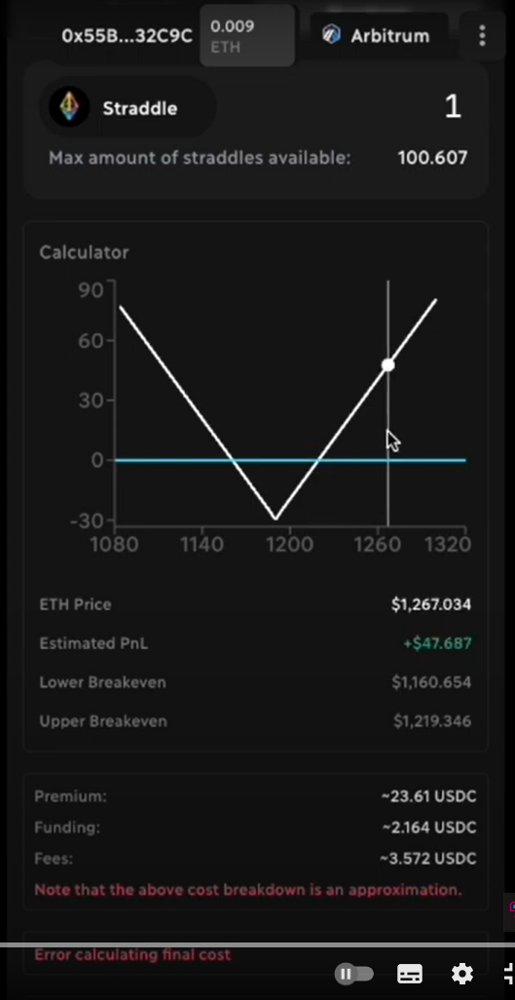 0x55B...32C9C 0.009 ETH Arbitrum
Straddle 1
Max amount of straddles available: 100.607
Calculator
90
60
30
0
-30
1080 1140 1200 1260 1320
ETH Price $1,267.034
Estimated PnL +$47.687
Lower Breakeven $1,160.654
Upper Breakeven $1,219.346
Premium: ~23.61 USDC
Funding: ~2.164 USDC
Fees: ~3.572 USDC
Note that the above cost breakdown is an approximation.
Error calculating final cost